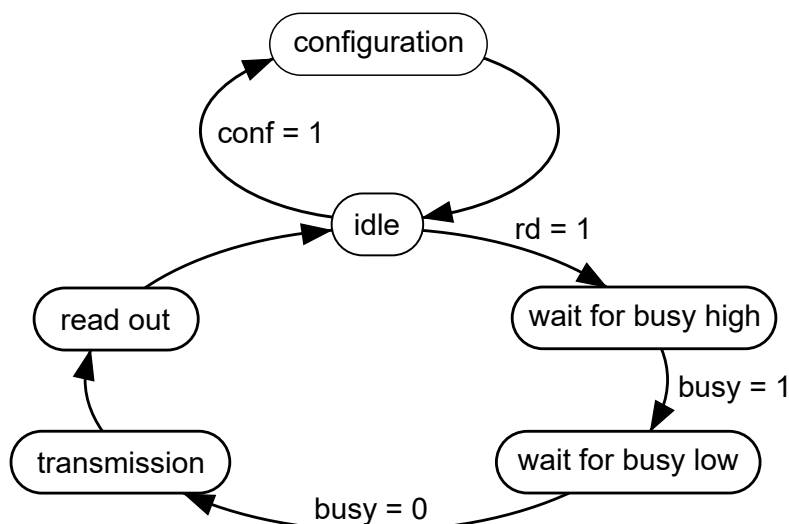 configuration
conf = 1
idle
rd = 1
read out
wait for busy high
busy = 1
transmission
wait for busy low
busy = 0